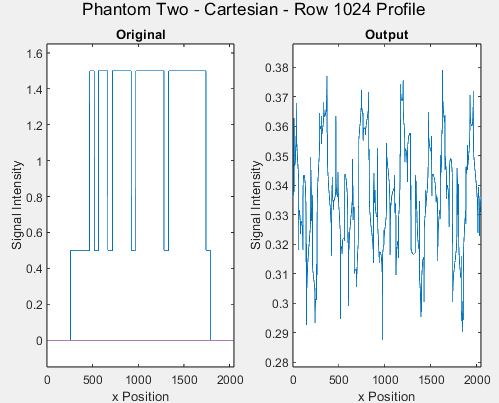 Phantom Two - Cartesian - Row 1024 Profile
Original
Output
Signal Intensity
1.6
1.4
1.2
1
0.8
0.6
0.4
0.2
0
0 500 1000 1500 2000
x Position
Signal Intensity
0.38
0.37
0.36
0.35
0.34
0.33
0.32
0.31
0.3
0.29
0.28
0 500 1000 1500 2000
x Position